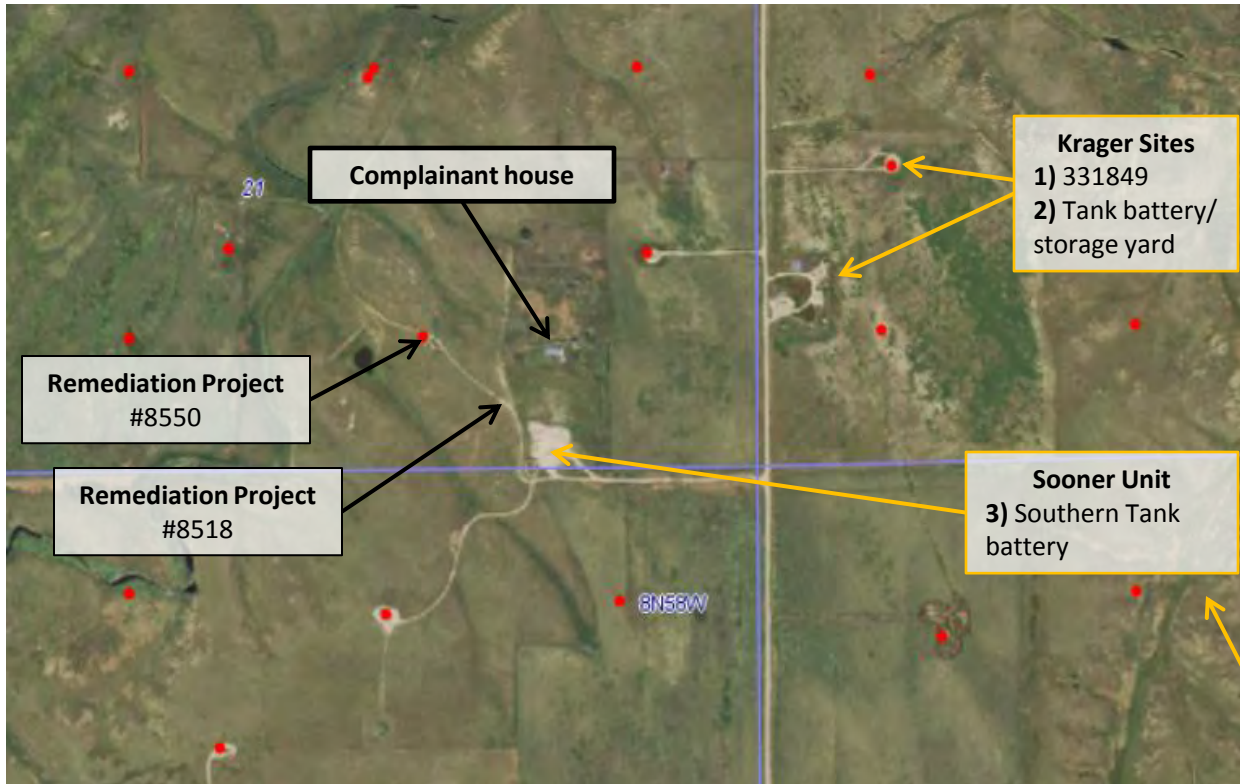 Complainant house
Krager Sites
1) 331849
2) Tank battery/
storage yard
21
Remediation Project
#8550
Remediation Project
#8518
Sooner Unit
3) Southern Tank
battery
8N58W